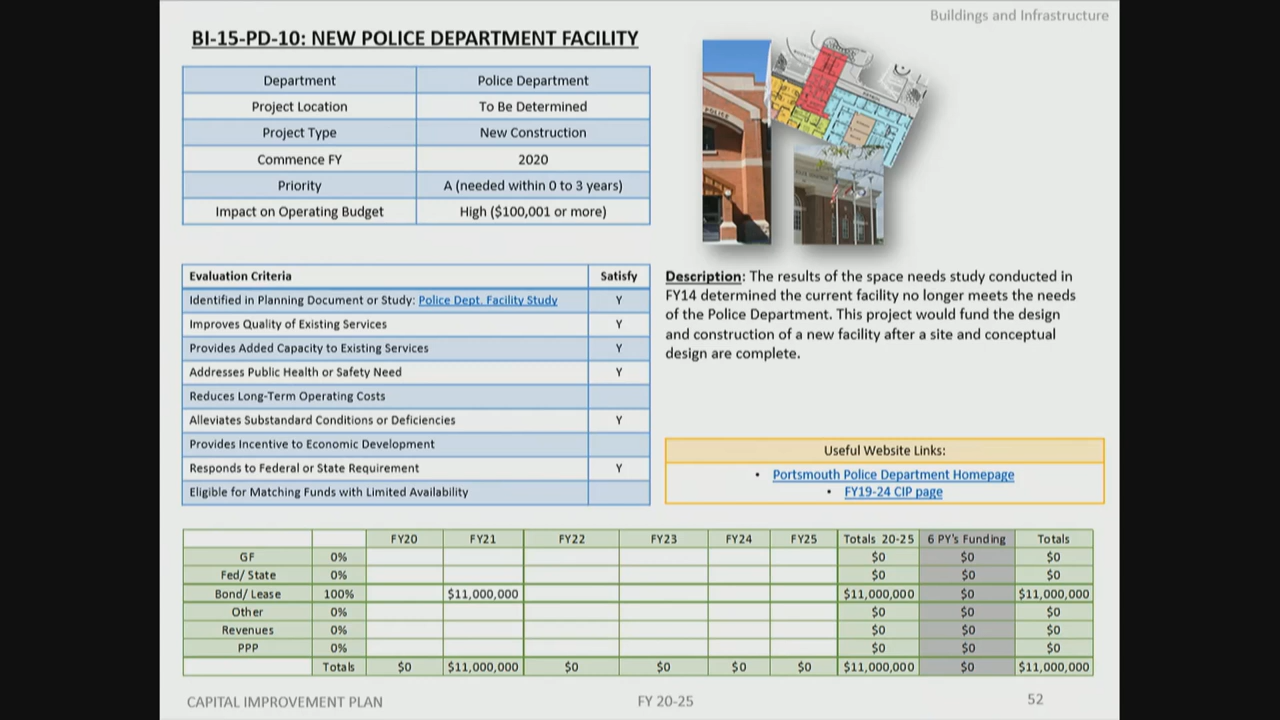 Buildings and Infrastructure
BI-15-PD-10: NEW POLICE DEPARTMENT FACILITY
Department Police Department
Project Location To Be Determined
Project Type New Construction
Commence FY 2020
Priority A (needed within 0 to 3 years)
Impact on Operating Budget High ($100,001 or more)
POLICE
Evaluation Criteria Satisfy
Identified in Planning Document or Study: Police Dept. Facility Study Y
Improves Quality of Existing Services Y
Provides Added Capacity to Existing Services Y
Addresses Public Health or Safety Need Y
Reduces Long-Term Operating Costs
Alleviates Substandard Conditions or Deficiencies Y
Provides Incentive to Economic Development
Responds to Federal or State Requirement Y
Eligible for Matching Funds with Limited Availability
Description: The results of the space needs study conducted in
FY14 determined the current facility no longer meets the needs
of the Police Department. This project would fund the design
and construction of a new facility after a site and conceptual
design are complete.
Useful Website Links:
• Portsmouth Police Department Homepage
• FY19-24 CIP page
FY20 FY21 FY22 FY23 FY24 FY25 Totals 20-25 6 PY's Funding Totals
GF 0% $0 $0 $0
Fed/ State 0% $0 $0 $0
Bond/ Lease 100% $11,000,000 $11,000,000 $0 $11,000,000
Other 0% $0 $0 $0
Revenues 0% $0 $0 $0
PPP 0% $0 $0 $0
Totals $0 $11,000,000 $0 $0 $0 $0 $11,000,000 $0 $11,000,000
CAPITAL IMPROVEMENT PLAN FY 20-25 52